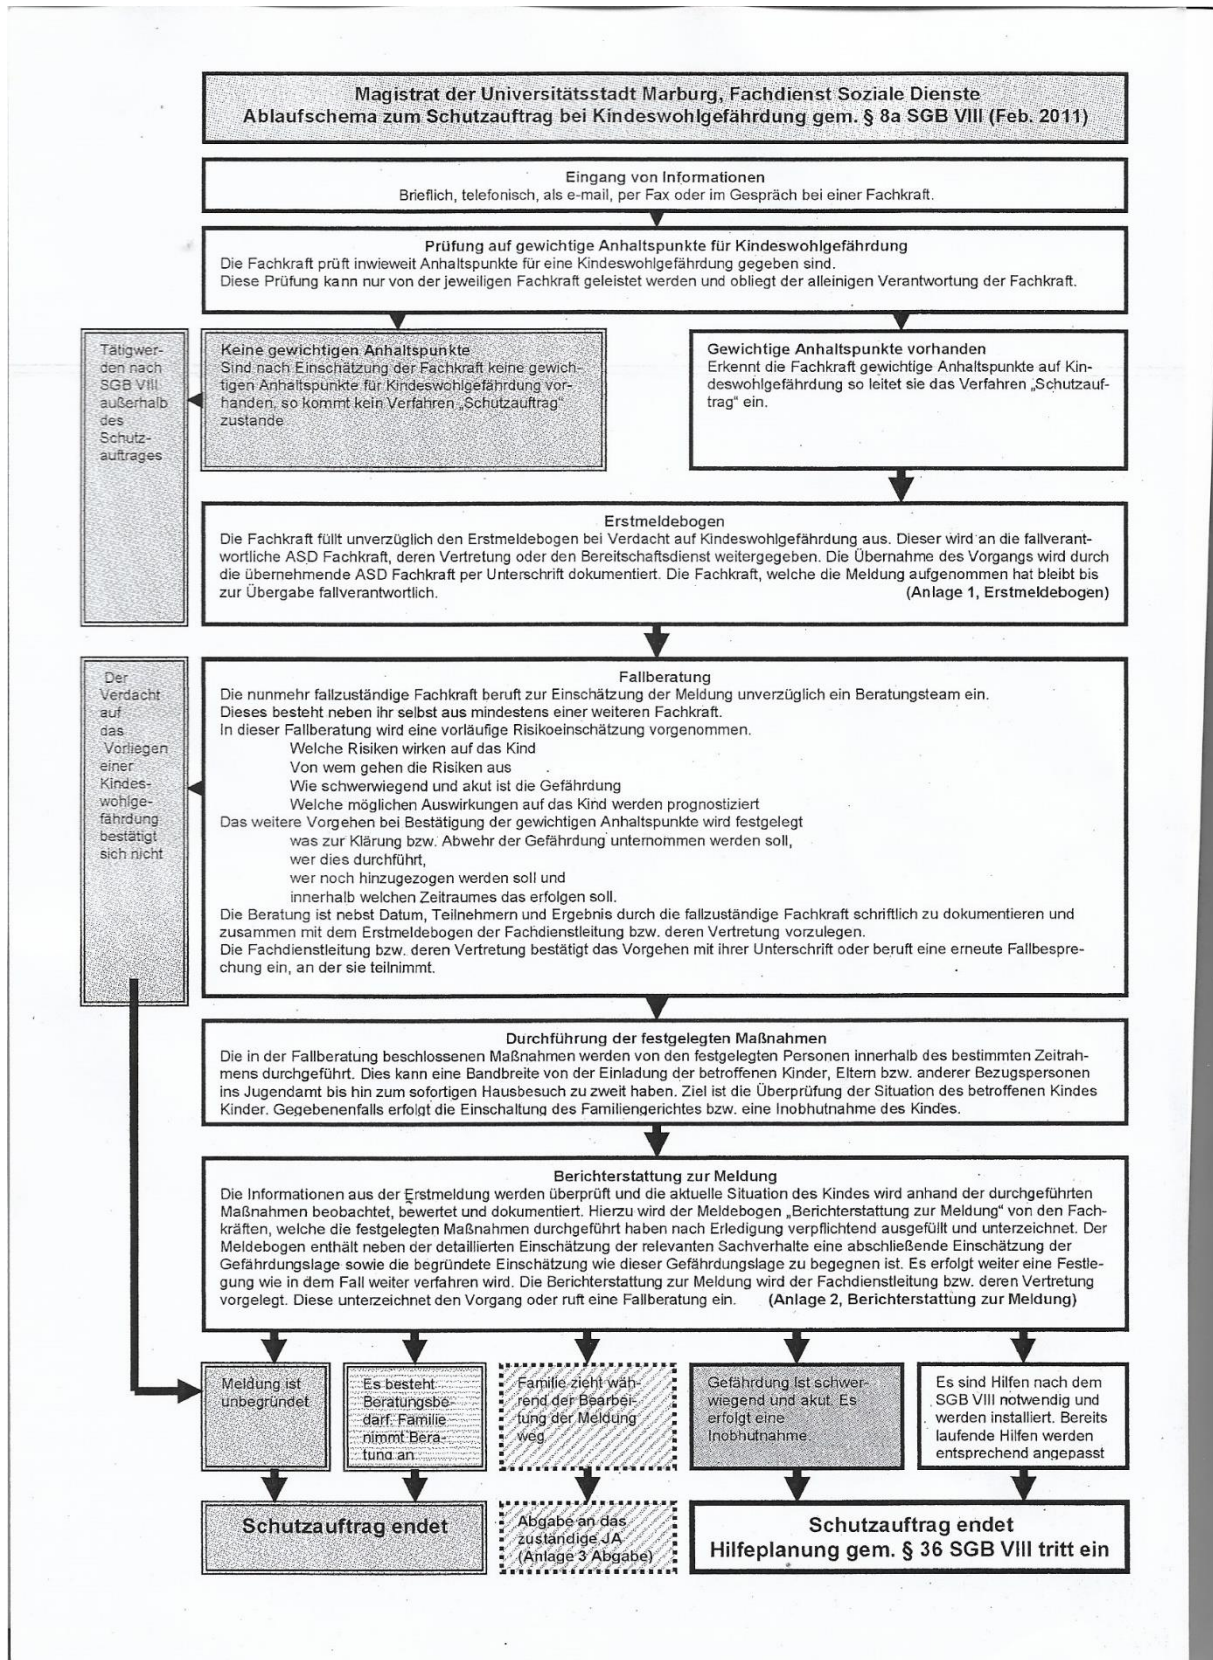 Magistrat der Universitätsstadt Marburg, Fachdienst Soziale Dienste
Ablaufschema zum Schutzauftrag bei Kindeswohlgefährdung gem. § 8a SGB VIII (Feb. 2011)
Eingang von Informationen
Brieflich, telefonisch, als e-mail, per Fax oder im Gespräch bei einer Fachkraft.
Prüfung auf gewichtige Anhaltspunkte für Kindeswohlgefährdung
Die Fachkraft prüft inwieweit Anhaltspunkte für eine Kindeswohlgefährdung gegeben sind.
Diese Prüfung kann nur von der jeweiligen Fachkraft geleistet werden und obliegt der alleinigen Verantwortung der Fachkraft.
Tätigwer-
den nach
SGB VIII
außerhalb
des
Schutz-
auftrages
Keine gewichtigen Anhaltspunkte
Sind nach Einschätzung der Fachkraft keine gewich-
tigen Anhaltspunkte für Kindeswohlgefährdung vor-
handen, so kommt kein Verfahren „Schutzauftrag“
zustande
Gewichtige Anhaltspunkte vorhanden
Erkennt die Fachkraft gewichtige Anhaltspunkte auf Kin-
deswohlgefährdung so leitet sie das Verfahren „Schutzauf-
trag“ ein.
Erstmeldebogen
Die Fachkraft füllt unverzüglich den Erstmeldebogen bei Verdacht auf Kindeswohlgefährdung aus. Dieser wird an die fallverant-
wortliche ASD Fachkraft, deren Vertretung oder den Bereitschaftsdienst weitergegeben. Die Übernahme des Vorgangs wird durch
die übernehmende ASD Fachkraft per Unterschrift dokumentiert. Die Fachkraft, welche die Meldung aufgenommen hat bleibt bis
zur Übergabe fallverantwortlich. (Anlage 1, Erstmeldebogen)
Der
Verdacht
auf
das
Vorliegen
einer
Kindes-
wohlge-
fährdung
bestätigt
sich nicht
Fallberatung
Die nunmehr fallzuständige Fachkraft beruft zur Einschätzung der Meldung unverzüglich ein Beratungsteam ein.
Dieses besteht neben ihr selbst aus mindestens einer weiteren Fachkraft.
In dieser Fallberatung wird eine vorläufige Risikoeinschätzung vorgenommen.
Welche Risiken wirken auf das Kind
Von wem gehen die Risiken aus
Wie schwerwiegend und akut ist die Gefährdung
Welche möglichen Auswirkungen auf das Kind werden prognostiziert
Das weitere Vorgehen bei Bestätigung der gewichtigen Anhaltspunkte wird festgelegt
was zur Klärung bzw. Abwehr der Gefährdung unternommen werden soll,
wer dies durchführt,
wer noch hinzugezogen werden soll und
innerhalb welchen Zeitraumes das erfolgen soll.
Die Beratung ist nebst Datum, Teilnehmern und Ergebnis durch die fallzuständige Fachkraft schriftlich zu dokumentieren und
zusammen mit dem Erstmeldebogen der Fachdienstleitung bzw. deren Vertretung vorzulegen.
Die Fachdienstleitung bzw. deren Vertretung bestätigt das Vorgehen mit ihrer Unterschrift oder beruft eine erneute Fallbespre-
chung ein, an der sie teilnimmt.
Durchführung der festgelegten Maßnahmen
Die in der Fallberatung beschlossenen Maßnahmen werden von den festgelegten Personen innerhalb des bestimmten Zeitrah-
mens durchgeführt. Dies kann eine Bandbreite von der Einladung der betroffenen Kinder, Eltern bzw. anderer Bezugspersonen
ins Jugendamt bis hin zum sofortigen Hausbesuch zu zweit haben. Ziel ist die Überprüfung der Situation des betroffenen Kindes
Kinder. Gegebenenfalls erfolgt die Einschaltung des Familiengerichtes bzw. eine Inobhutnahme des Kindes.
Berichterstattung zur Meldung
Die Informationen aus der Erstmeldung werden überprüft und die aktuelle Situation des Kindes wird anhand der durchgeführten
Maßnahmen beobachtet, bewertet und dokumentiert. Hierzu wird der Meldebogen „Berichterstattung zur Meldung“ von den Fach-
kräften, welche die festgelegten Maßnahmen durchgeführt haben nach Erledigung verpflichtend ausgefüllt und unterzeichnet. Der
Meldebogen enthält neben der detaillierten Einschätzung der relevanten Sachverhalte eine abschließende Einschätzung der
Gefährdungslage sowie die begründete Einschätzung wie dieser Gefährdungslage zu begegnen ist. Es erfolgt weiter eine Festle-
gung wie in dem Fall weiter verfahren wird. Die Berichterstattung zur Meldung wird der Fachdienstleitung bzw. deren Vertretung
vorgelegt. Diese unterzeichnet den Vorgang oder ruft eine Fallberatung ein. (Anlage 2, Berichterstattung zur Meldung)
Meldung ist
unbegründet
Es besteht
Beratungsbe-
darf. Familie
nimmt Bera-
tung an
Familie zieht wäh-
rend der Bearbei-
tung der Meldung
weg
Gefährdung ist schwer-
wiegend und akut. Es
erfolgt eine
Inobhutnahme.
Es sind Hilfen nach dem
SGB VIII notwendig und
werden installiert. Bereits
laufende Hilfen werden
entsprechend angepasst
Schutzauftrag endet
Abgabe an das
zuständige JA
(Anlage 3 Abgabe)
Schutzauftrag endet
Hilfeplanung gem. § 36 SGB VIII tritt ein